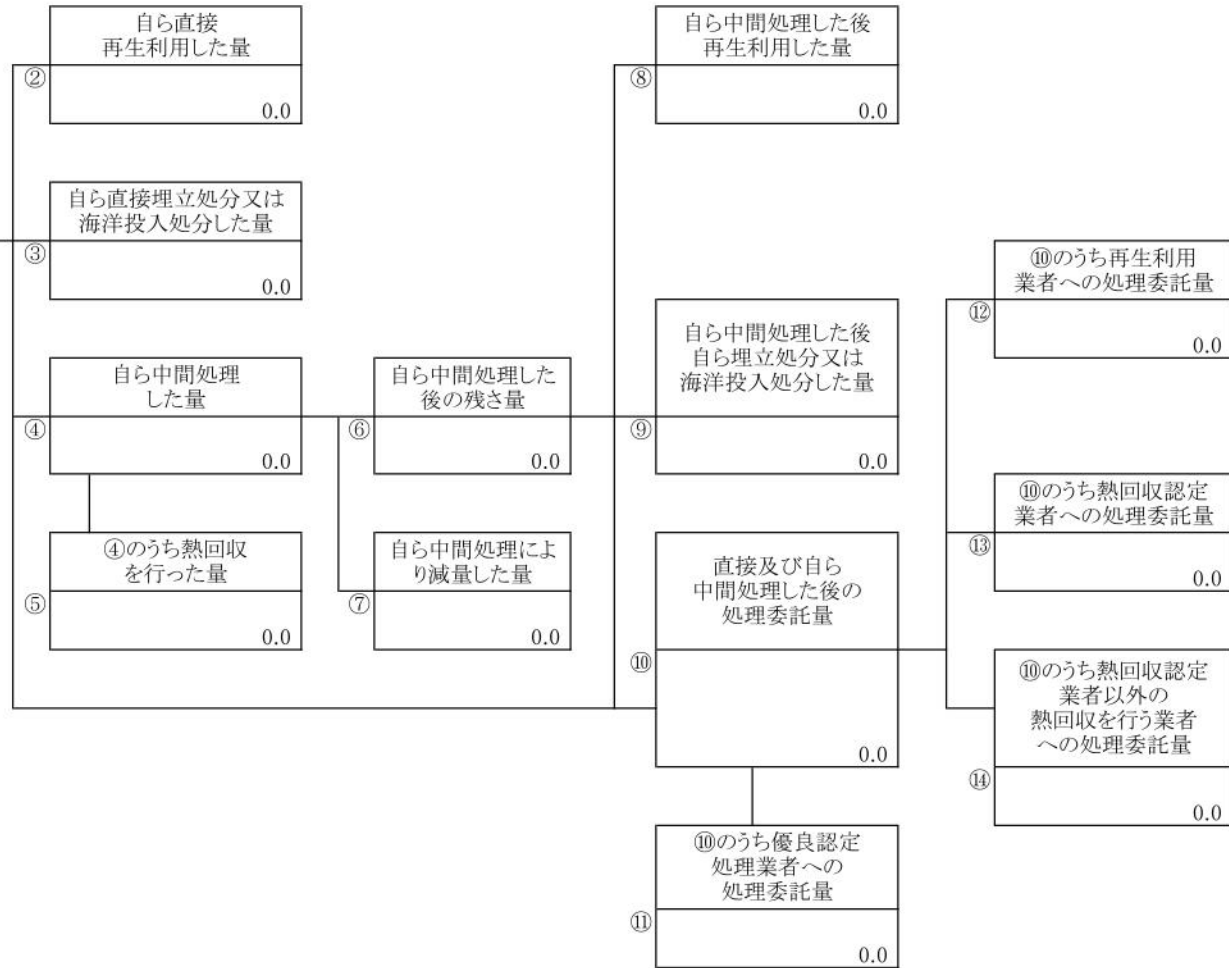 自ら直接
再生利用した量
②
0.0
自ら直接埋立処分又は
海洋投入処分した量
③
0.0
自ら中間処理
した量
④
0.0
④のうち熱回収
を行った量
⑤
0.0
自ら中間処理した
後の残さ量
⑥
0.0
自ら中間処理によ
り減量した量
⑦
0.0
自ら中間処理した後
再生利用した量
⑧
0.0
自ら中間処理した後
自ら埋立処分又は
海洋投入処分した量
⑨
0.0
直接及び自ら
中間処理した後の
処理委託量
⑩
0.0
⑩のうち優良認定
処理業者への
処理委託量
⑪
0.0
⑩のうち再生利用
業者への処理委託量
⑫
0.0
⑩のうち熱回収認定
業者への処理委託量
⑬
0.0
⑩のうち熱回収認定
業者以外の
熱回収を行う業者
への処理委託量
⑭
0.0